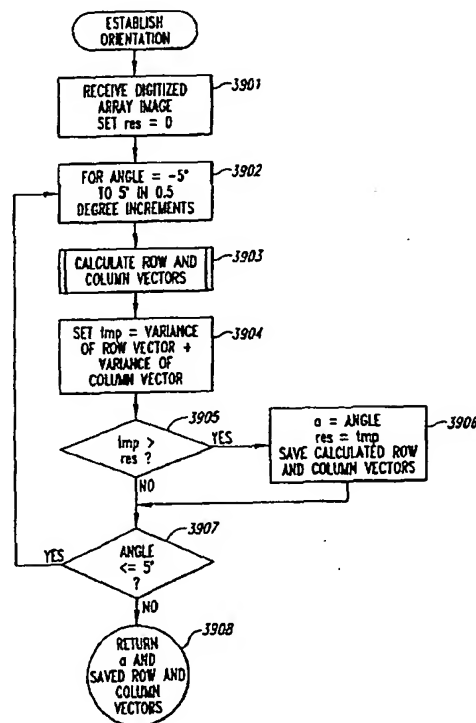 ESTABLISH
ORIENTATION
3901
RECEIVE DIGITIZED
ARRAY IMAGE
SET res = 0
3902
FOR ANGLE = -5°
TO 5° IN 0.5
DEGREE INCREMENTS
3903
CALCULATE ROW AND
COLUMN VECTORS
3904
SET tmp = VARIANCE
OF ROW VECTOR +
VARIANCE OF
COLUMN VECTOR
3905
tmp >
res ?
YES
NO
3906
a = ANGLE
res = tmp
SAVE CALCULATED ROW
AND COLUMN VECTORS
3907
ANGLE
<= 5°
?
YES
NO
3908
RETURN
a AND
SAVED ROW AND
COLUMN
VECTORS